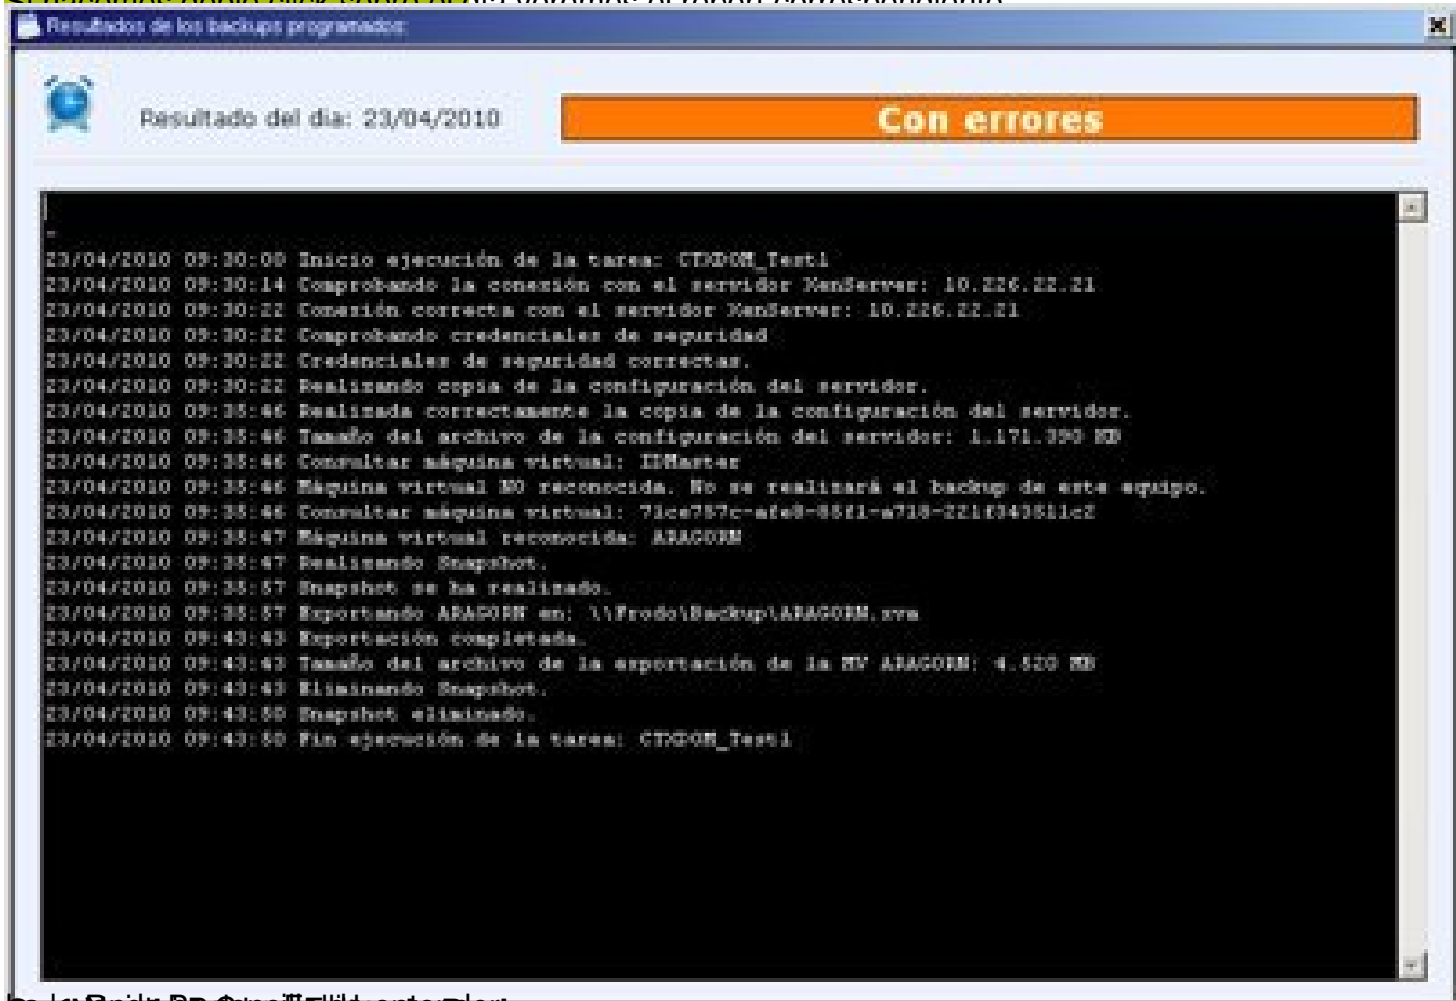 Si hacemos doble click sobre el día veremos el report correspondiente
Resultados de los backups programados:
Resultado del dia: 23/04/2010
Con errores
-
23/04/2010 09:30:00 Inicio ejecución de la tarea: CTXDOM_Test1
23/04/2010 09:30:14 Comprobando la conexión con el servidor XenServer: 10.226.22.21
23/04/2010 09:30:22 Conexión correcta con el servidor XenServer: 10.226.22.21
23/04/2010 09:30:22 Comprobando credenciales de seguridad
23/04/2010 09:30:22 Credenciales de seguridad correctas.
23/04/2010 09:30:22 Realizando copia de la configuración del servidor.
23/04/2010 09:35:46 Realizada correctamente la copia de la configuración del servidor.
23/04/2010 09:35:46 Tamaño del archivo de la configuración del servidor: 1.171.390 KB
23/04/2010 09:35:46 Consultar máquina virtual: IDMaster
23/04/2010 09:35:46 Máquina virtual NO reconocida. No se realizará el backup de este equipo.
23/04/2010 09:35:46 Consultar máquina virtual:
23/04/2010 09:35:47 Máquina virtual reconocida: ARAGORN
23/04/2010 09:35:47 Realizando Snapshot.
23/04/2010 09:35:57 Snapshot se ha realizado.
23/04/2010 09:35:57 Exportando ARAGORN en: \\Frodo\Backup\ARAGORN.xva
23/04/2010 09:43:43 Exportación completada.
23/04/2010 09:43:43 Tamaño del archivo de la exportación de la MV ARAGORN: 4.520 MB
23/04/2010 09:43:43 Eliminando Snapshot.
23/04/2010 09:43:50 Snapshot eliminado.
23/04/2010 09:43:50 Fin ejecución de la tarea: CTXDOM_Test1